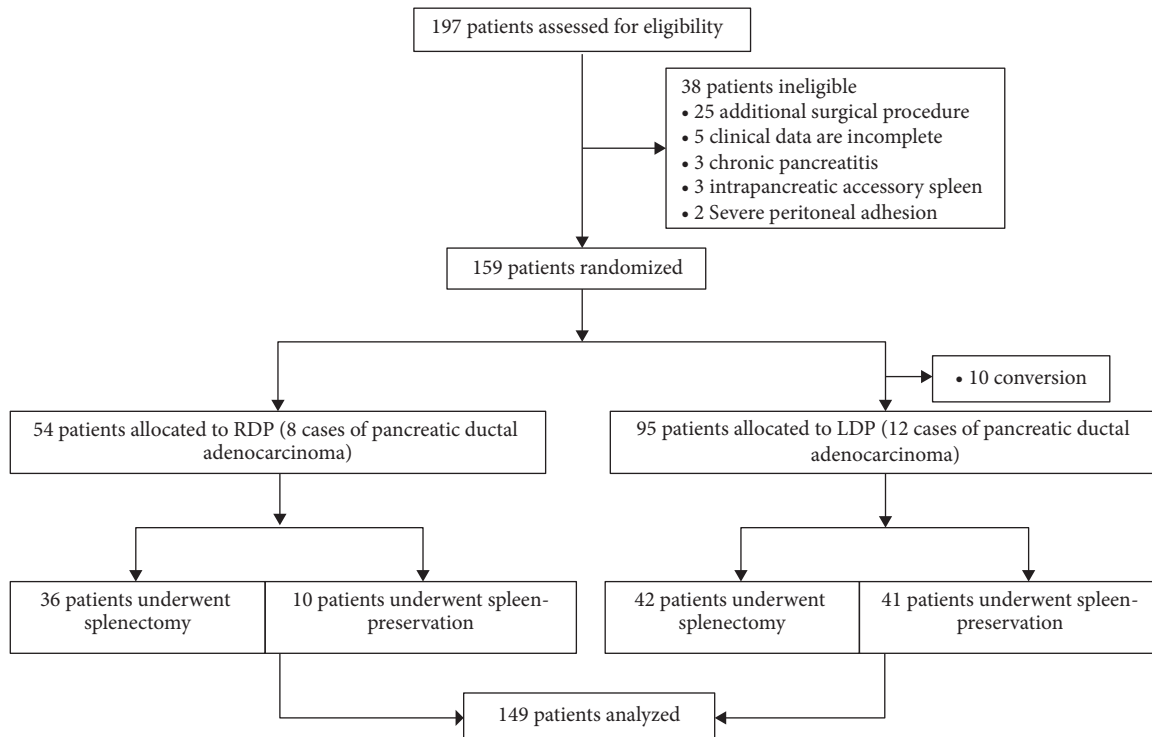 197 patients assessed for eligibility
38 patients ineligible
• 25 additional surgical procedure
• 5 clinical data are incomplete
• 3 chronic pancreatitis
• 3 intrapancreatic accessory spleen
• 2 Severe peritoneal adhesion
159 patients randomized
• 10 conversion
54 patients allocated to RDP (8 cases of pancreatic ductal
adenocarcinoma)
95 patients allocated to LDP (12 cases of pancreatic ductal
adenocarcinoma)
36 patients underwent
splenectomy
10 patients underwent spleen-
preservation
42 patients underwent
splenectomy
41 patients underwent spleen-
preservation
149 patients analyzed